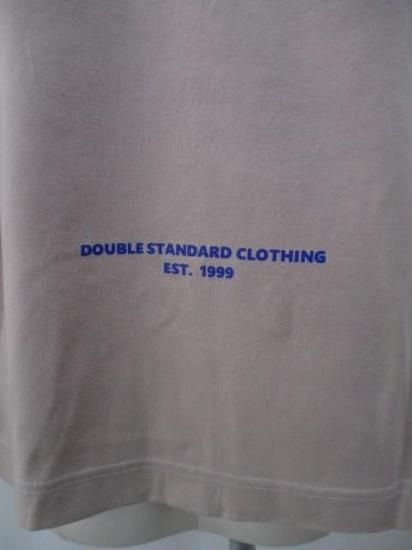 DOUBLE STANDARD CLOTHING
EST. 1999